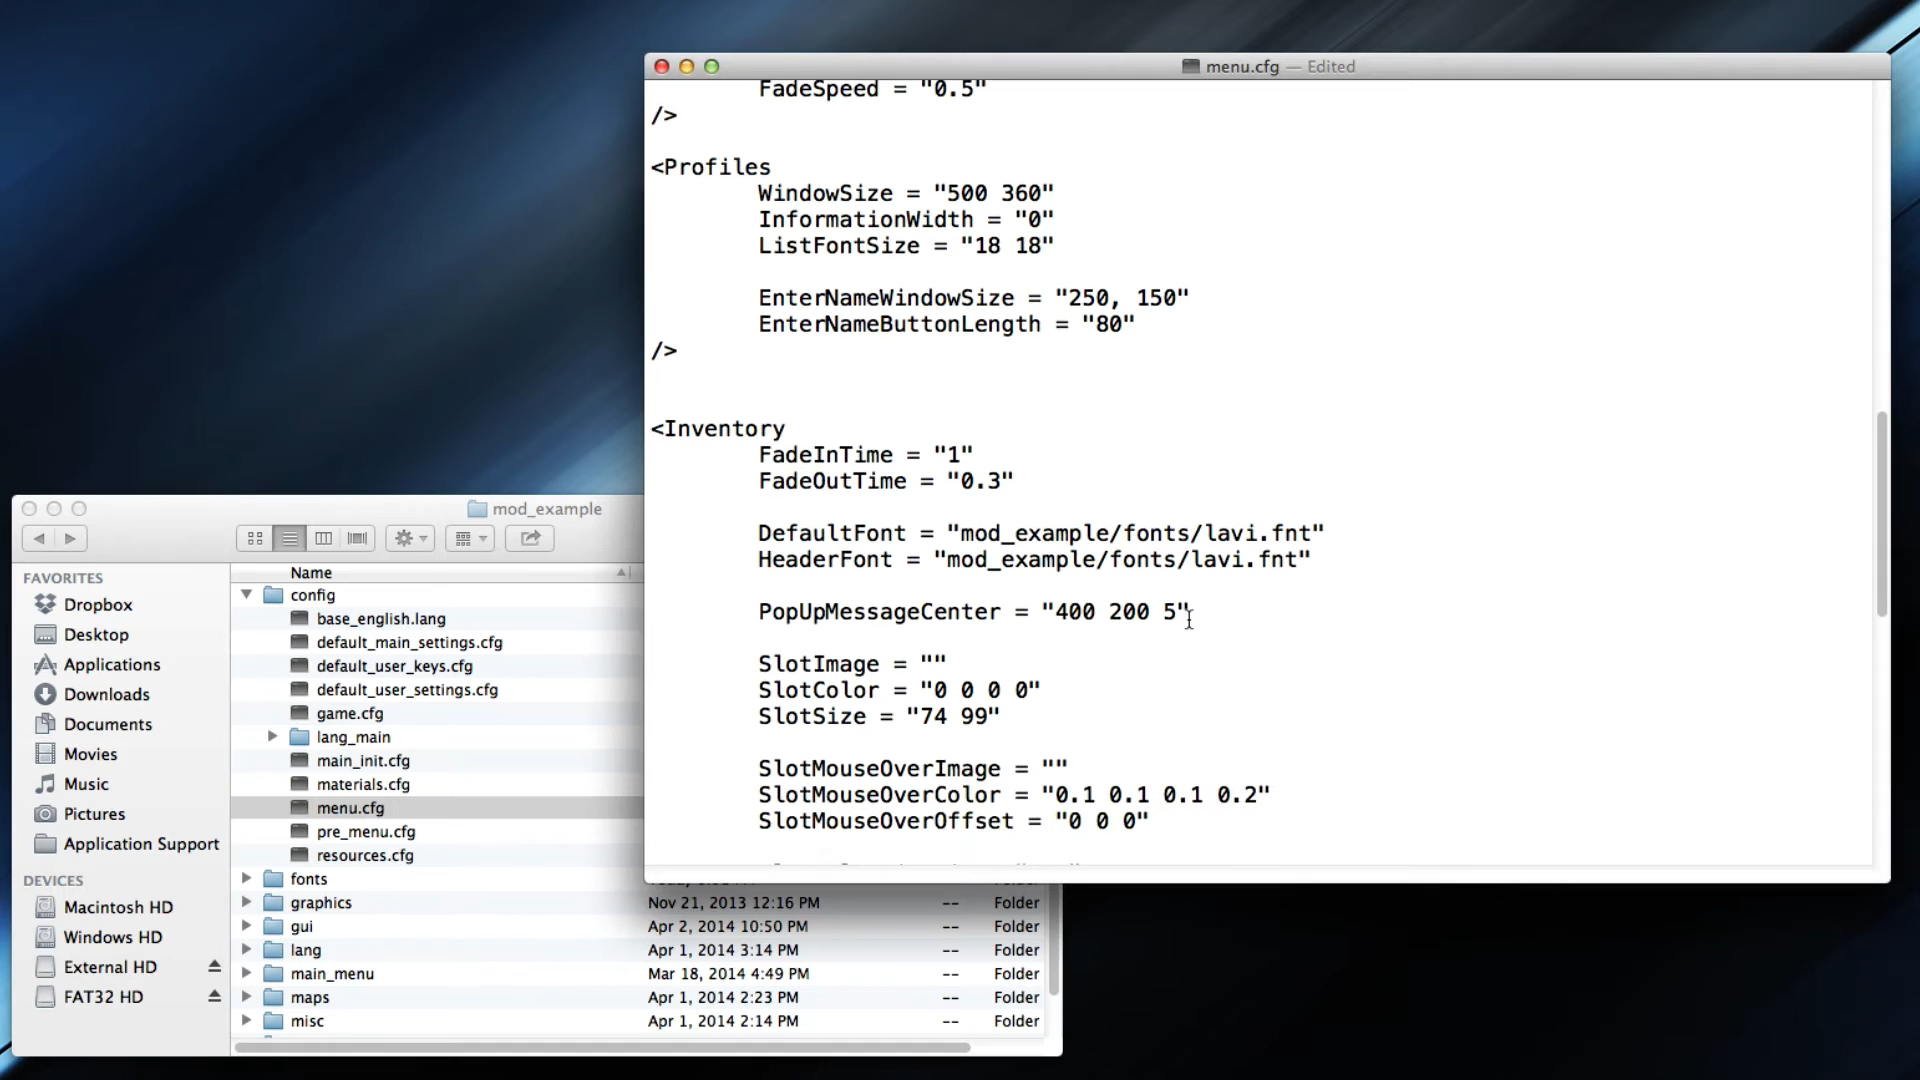 menu.cfg — Edited
FadeSpeed = "0.5"
/>
<Profiles
WindowSize = "500 360"
InformationWidth = "0"
ListFontSize = "18 18"
EnterNameWindowSize = "250, 150"
EnterNameButtonLength = "80"
/>
<Inventory
FadeInTime = "1"
FadeOutTime = "0.3"
DefaultFont = "mod_example/fonts/lavi.fnt"
HeaderFont = "mod_example/fonts/lavi.fnt"
PopUpMessageCenter = "400 200 5"
SlotImage = ""
SlotColor = "0 0 0 0"
SlotSize = "74 99"
SlotMouseOverImage = ""
SlotMouseOverColor = "0.1 0.1 0.1 0.2"
SlotMouseOverOffset = "0 0 0"
mod_example
FAVORITES
Dropbox
Desktop
Applications
Downloads
Documents
Movies
Music
Pictures
Application Support
DEVICES
Macintosh HD
Windows HD
External HD
FAT32 HD
Name
config
base_english.lang
default_main_settings.cfg
default_user_keys.cfg
default_user_settings.cfg
game.cfg
lang_main
main_init.cfg
materials.cfg
menu.cfg
pre_menu.cfg
resources.cfg
fonts
graphics Nov 21, 2013 12:16 PM -- Folder
gui Apr 2, 2014 10:50 PM -- Folder
lang Apr 1, 2014 3:14 PM -- Folder
main_menu Mar 18, 2014 4:49 PM -- Folder
maps Apr 1, 2014 2:23 PM -- Folder
misc Apr 1, 2014 2:14 PM -- Folder